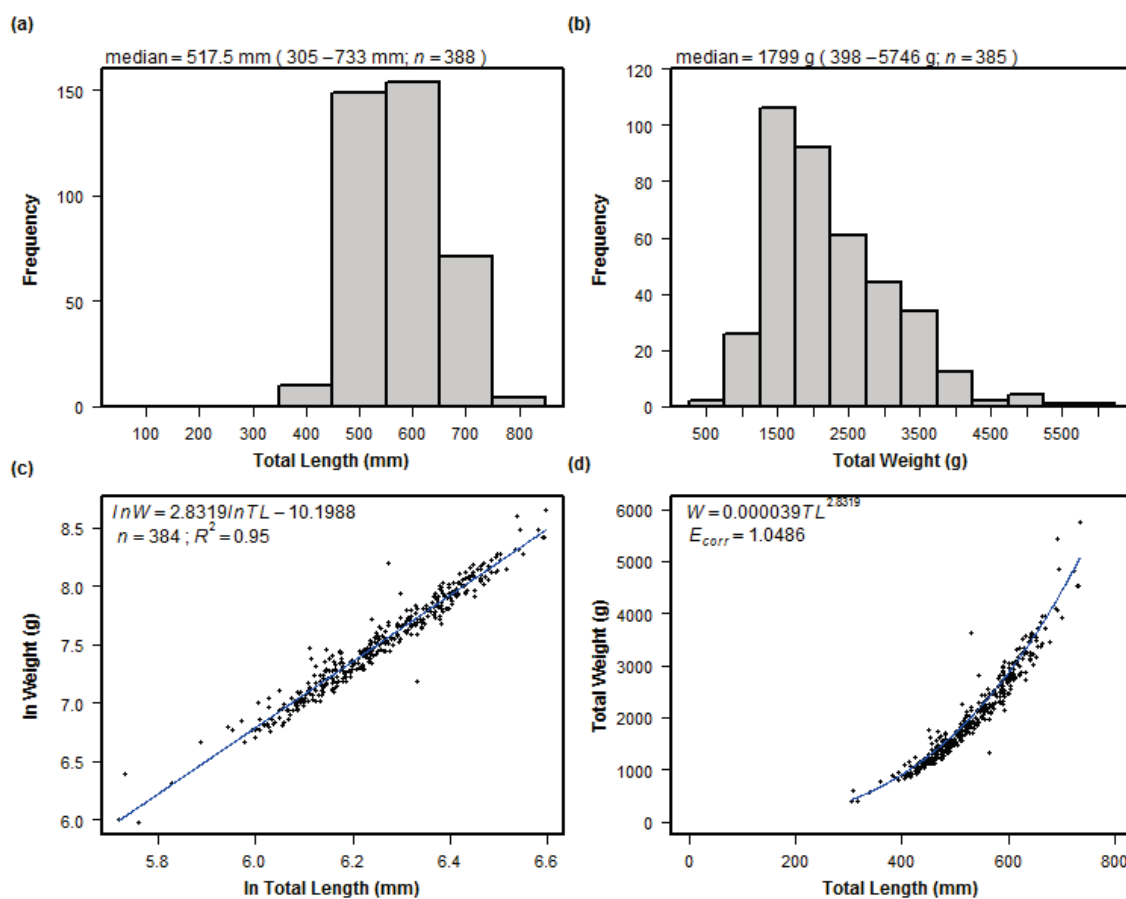 (a)
median = 517.5 mm ( 305 –733 mm; n = 388 )
150
100
50
0
Frequency
100 200 300 400 500 600 700 800
Total Length (mm)
(b)
median = 1799 g ( 398 –5746 g; n = 385 )
120
100
80
60
40
20
0
Frequency
500 1500 2500 3500 4500 5500
Total Weight (g)
(c)
lnW = 2.8319lnTL – 10.1988
n = 384 ; R² = 0.95
8.5
8.0
7.5
7.0
6.5
6.0
ln Weight (g)
5.8 6.0 6.2 6.4 6.6
ln Total Length (mm)
(d)
W = 0.000039TL^2.8319
E_corr = 1.0486
6000
5000
4000
3000
2000
1000
0
Total Weight (g)
0 200 400 600 800
Total Length (mm)